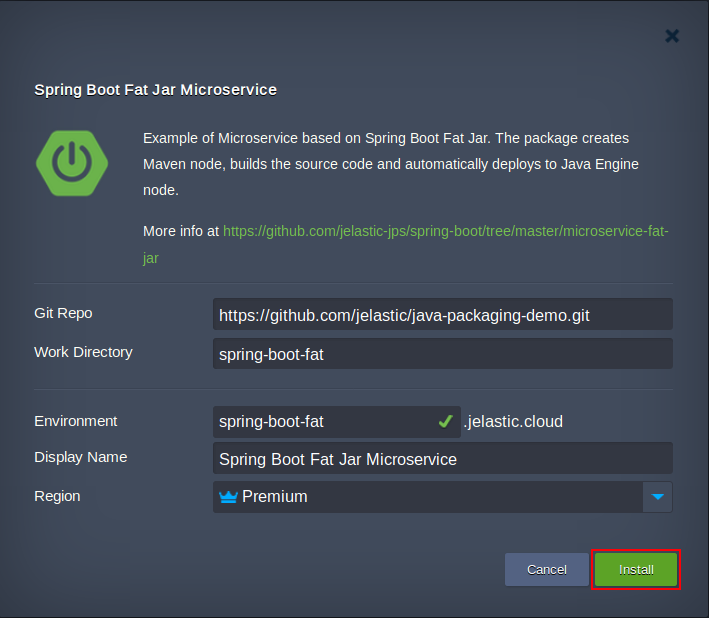 Spring Boot Fat Jar Microservice
Example of Microservice based on Spring Boot Fat Jar. The package creates
Maven node, builds the source code and automatically deploys to Java Engine
node.
More info at https://github.com/jelastic-jps/spring-boot/tree/master/microservice-fat-
jar
Git Repo https://github.com/jelastic/java-packaging-demo.git
Work Directory spring-boot-fat
Environment spring-boot-fat .jelastic.cloud
Display Name Spring Boot Fat Jar Microservice
Region Premium
Cancel Install